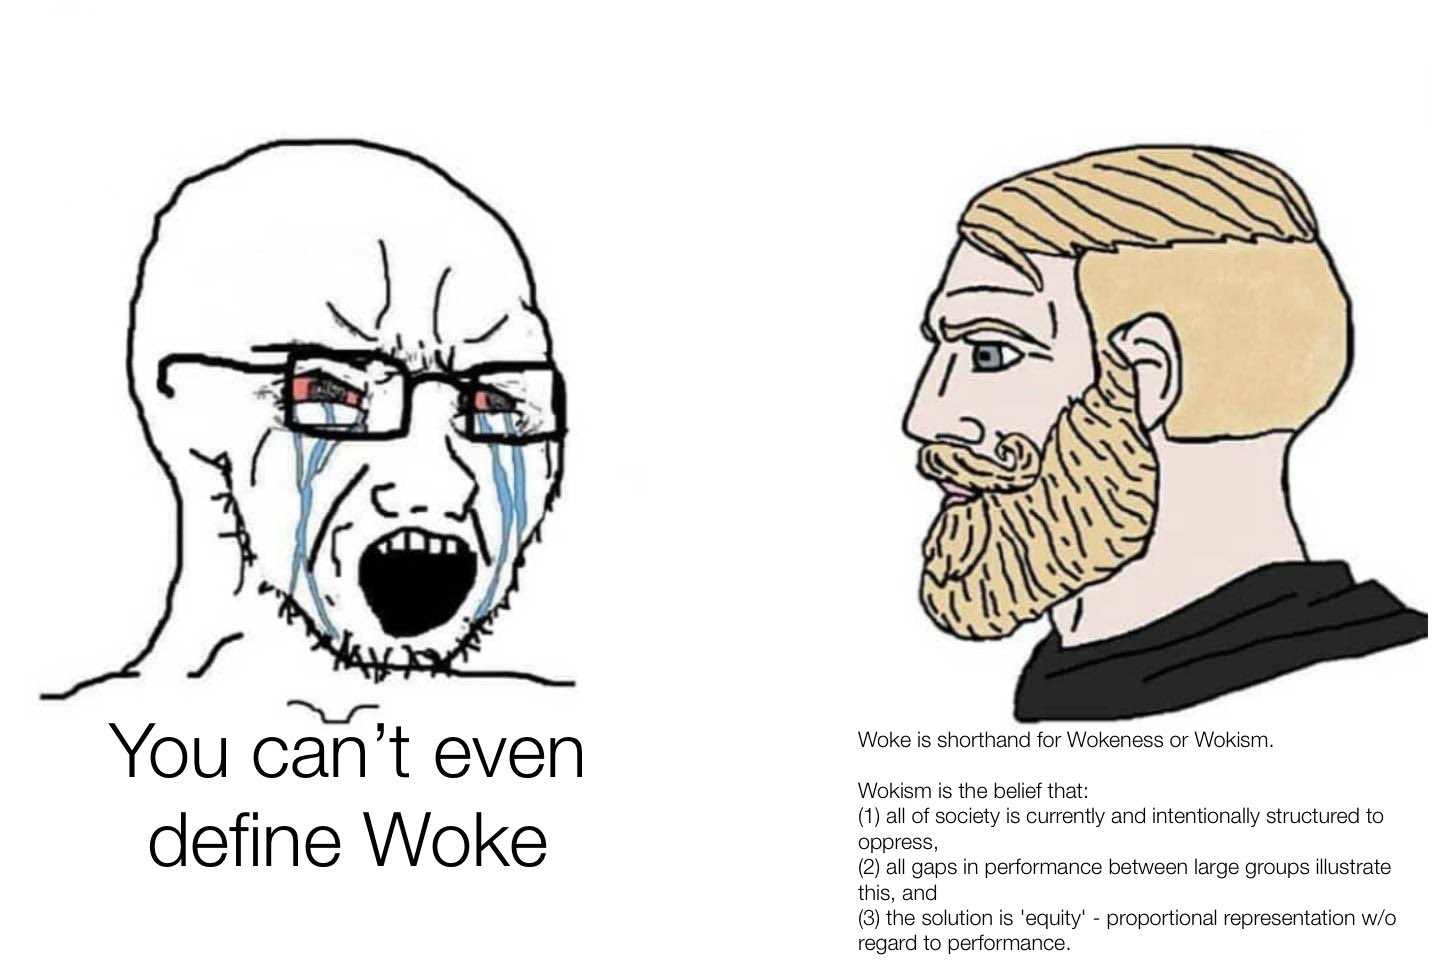 You can’t even
define Woke
Woke is shorthand for Wokeness or Wokism.
Wokism is the belief that:
(1) all of society is currently and intentionally structured to
oppress,
(2) all gaps in performance between large groups illustrate
this, and
(3) the solution is 'equity' - proportional representation w/o
regard to performance.